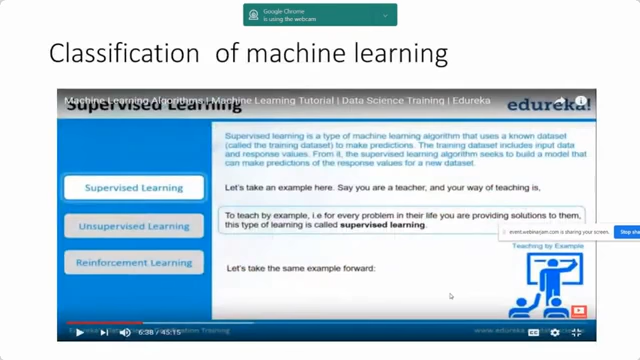 Google Chrome
is using the webcam
Classification of machine learning
Machine Learning Algorithms | Machine Learning Tutorial | Data Science Training | Edureka
Supervised Learning
edureka!
Supervised learning is a type of machine learning algorithm that uses a known dataset
(called the training dataset) to make predictions. The training dataset includes input data
and response values. From it, the supervised learning algorithm seeks to build a model that
can make predictions of the response values for a new dataset.
Supervised Learning
Let's take an example here. Say you are a teacher, and your way of teaching is,
To teach by example, i.e for every problem in their life you are providing solutions to them,
this type of learning is called supervised learning.
Unsupervised Learning
event.webinarjam.com is sharing your screen.
Stop sha
Teaching by Example
Reinforcement Learning
Let's take the same example forward:
6:38 / 45:15